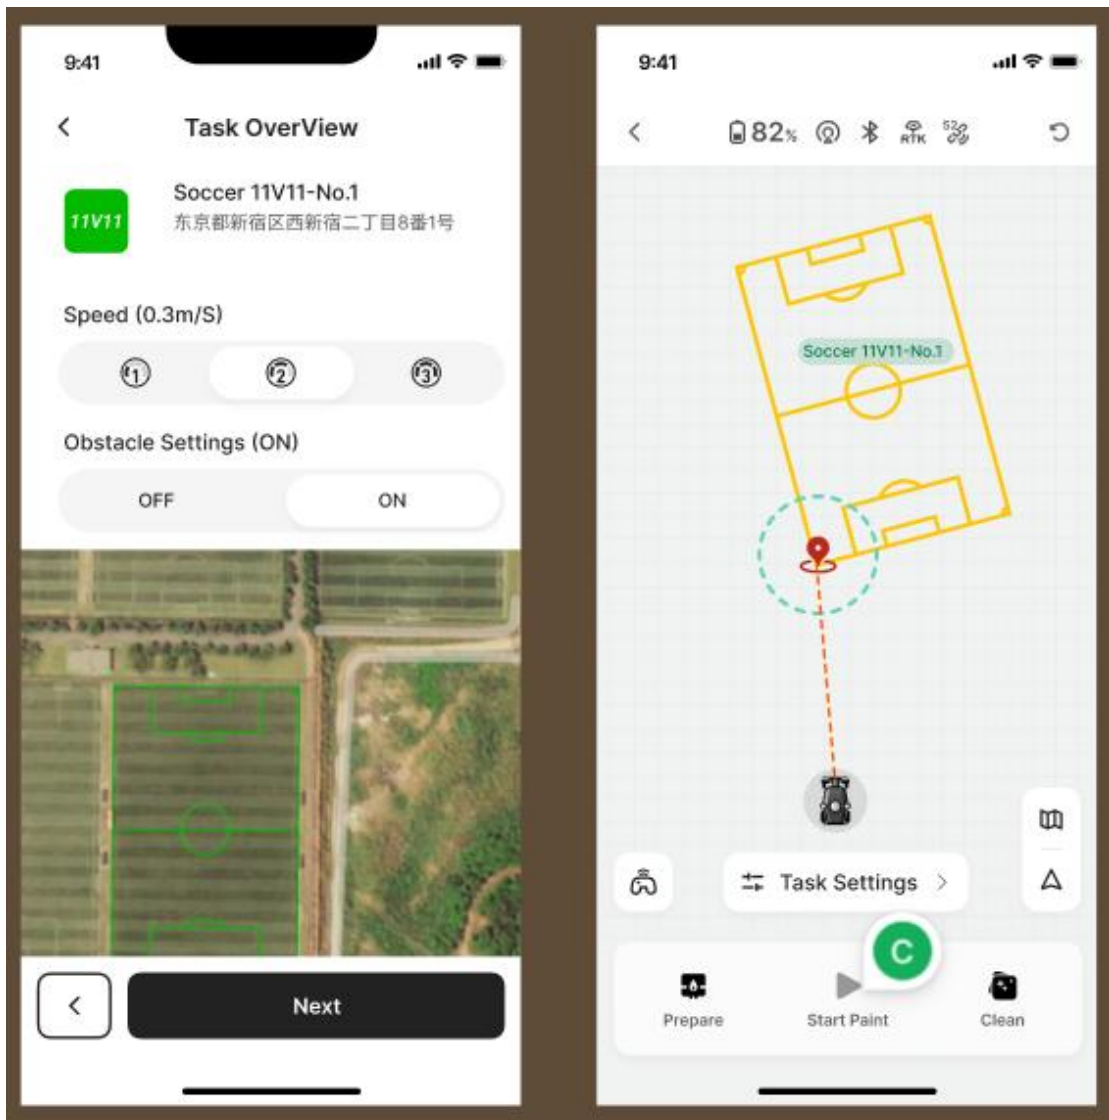 9:41
Task OverView
11V11
Soccer 11V11-No.1
东京都新宿区西新宿二丁目8番1号
Speed (0.3m/S)
1
2
3
Obstacle Settings (ON)
OFF
ON
Next
9:41
82%
RTK
52
Soccer 11V11-No.1
Task Settings
C
Prepare
Start Paint
Clean